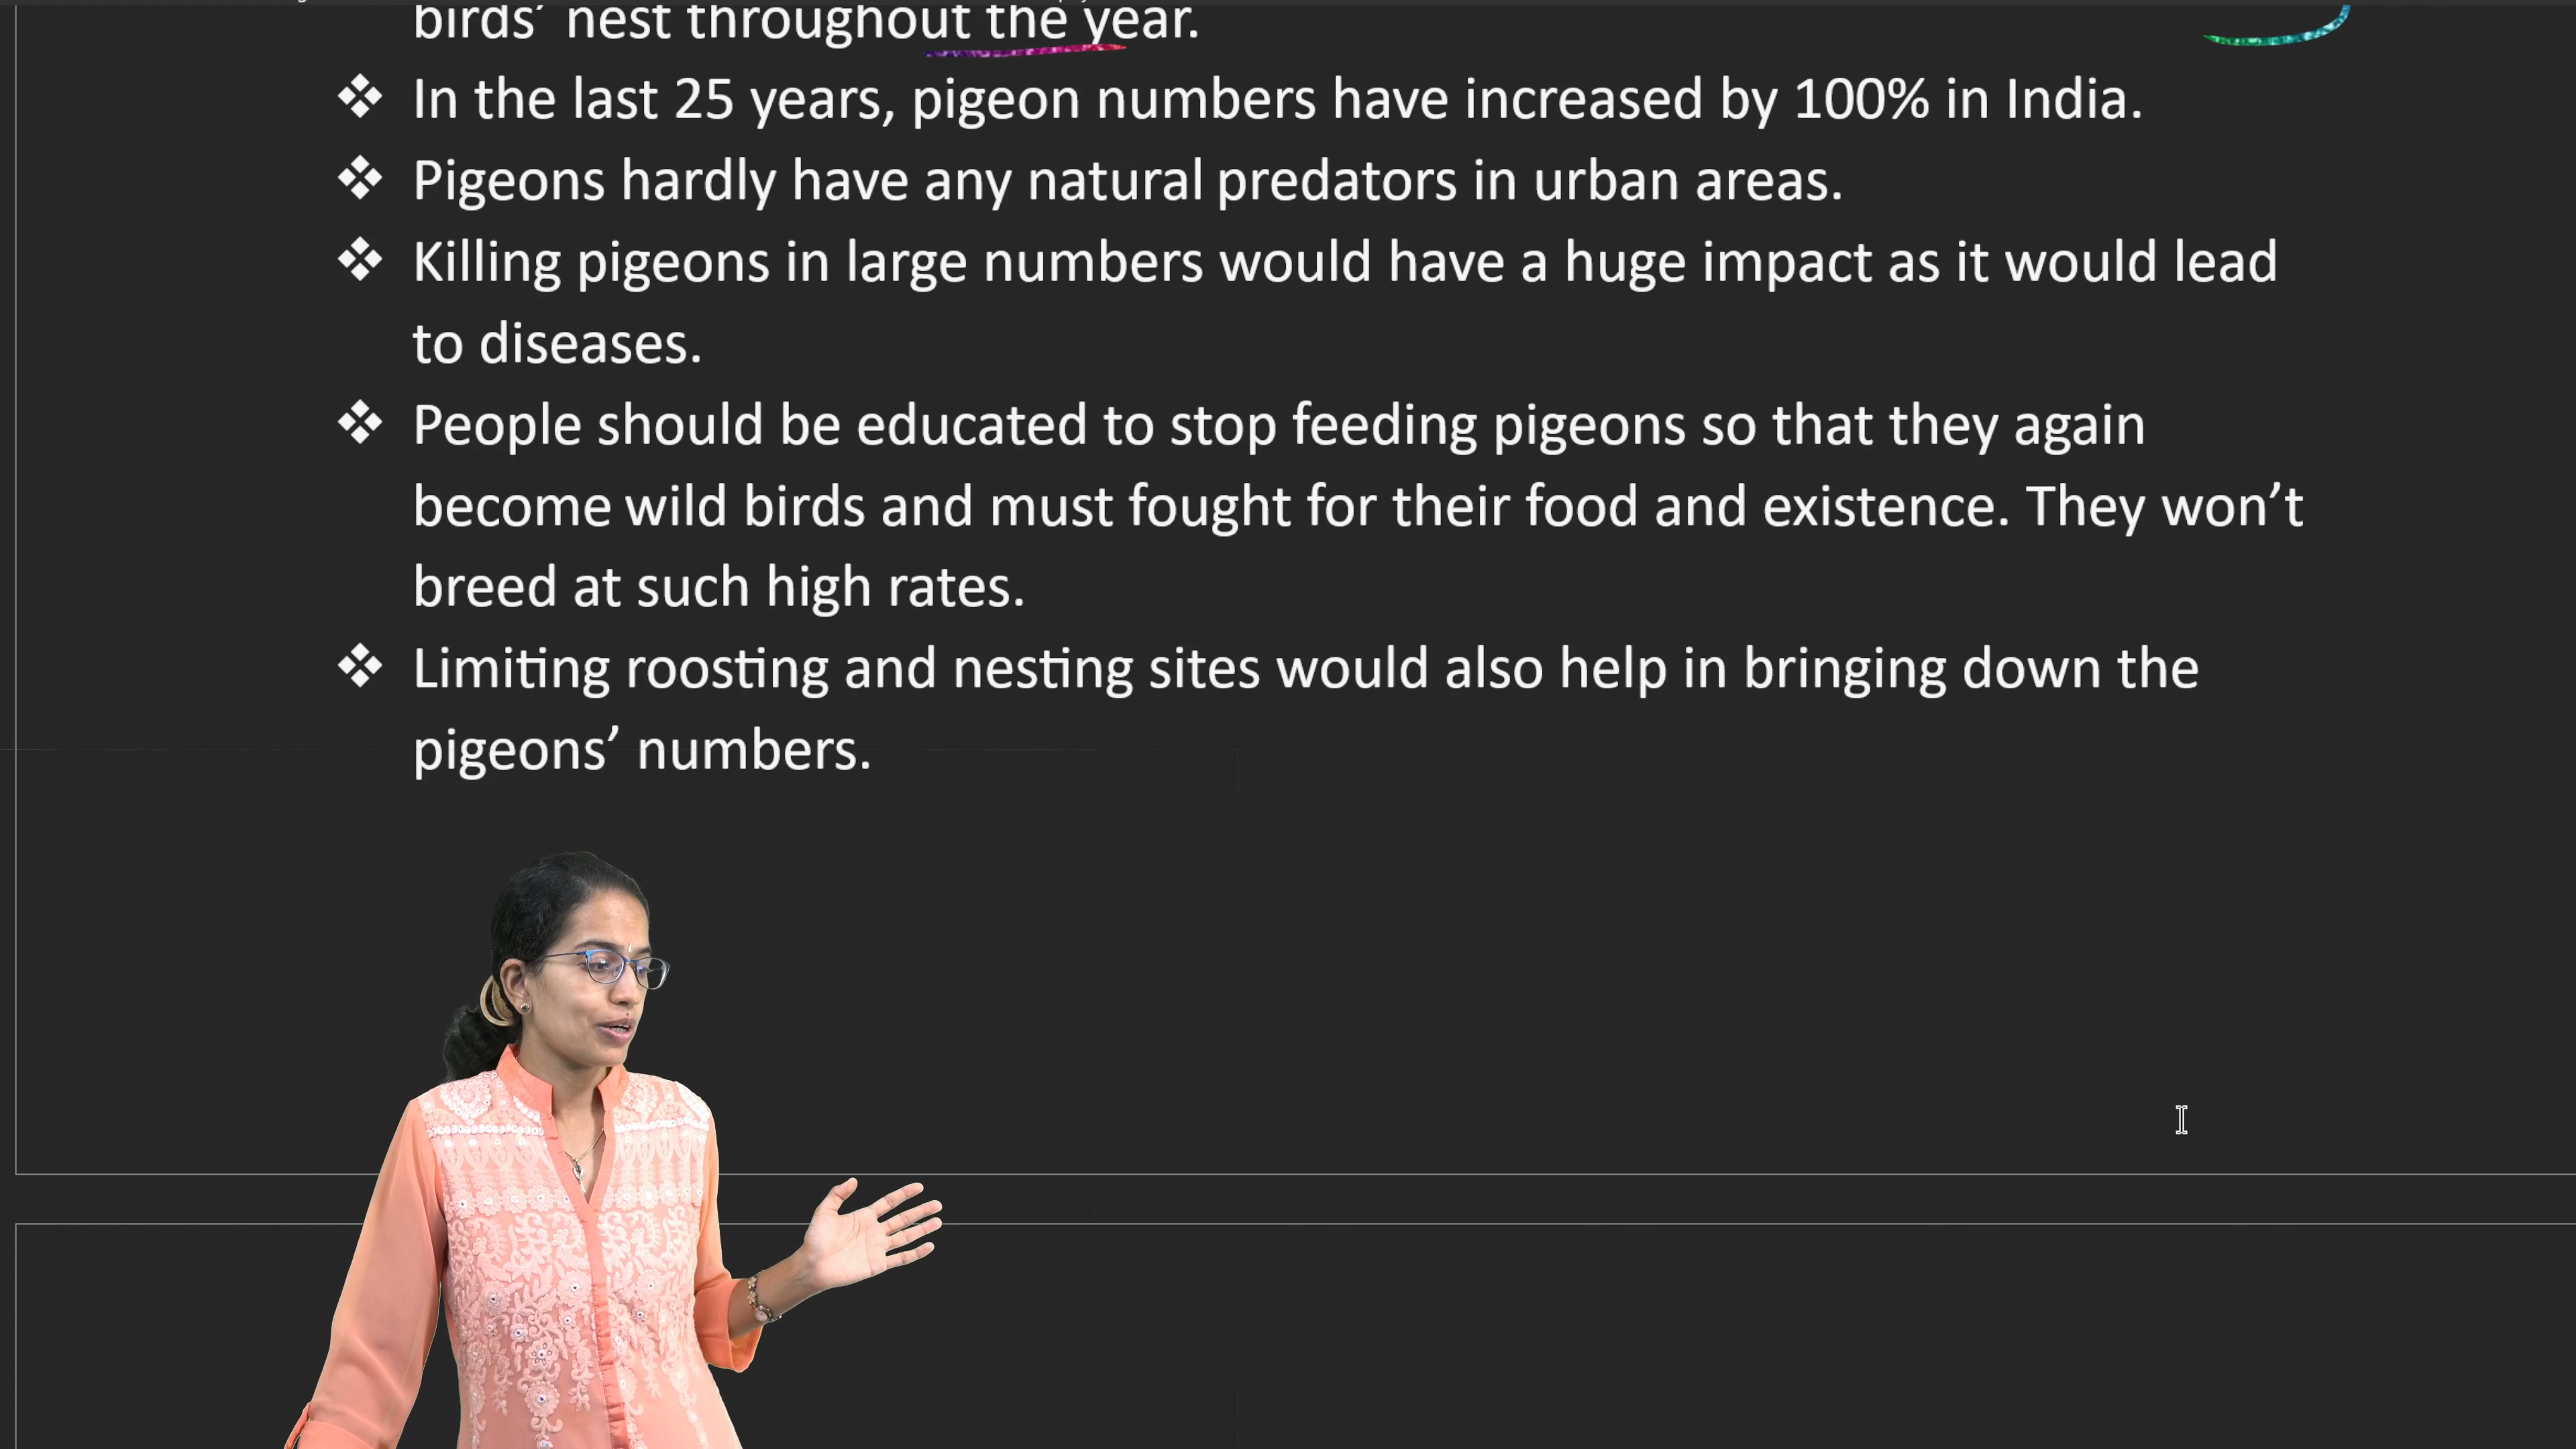 birds’ nest throughout the year.
❖ In the last 25 years, pigeon numbers have increased by 100% in India.
❖ Pigeons hardly have any natural predators in urban areas.
❖ Killing pigeons in large numbers would have a huge impact as it would lead
to diseases.
❖ People should be educated to stop feeding pigeons so that they again
become wild birds and must fought for their food and existence. They won’t
breed at such high rates.
❖ Limiting roosting and nesting sites would also help in bringing down the
pigeons’ numbers.